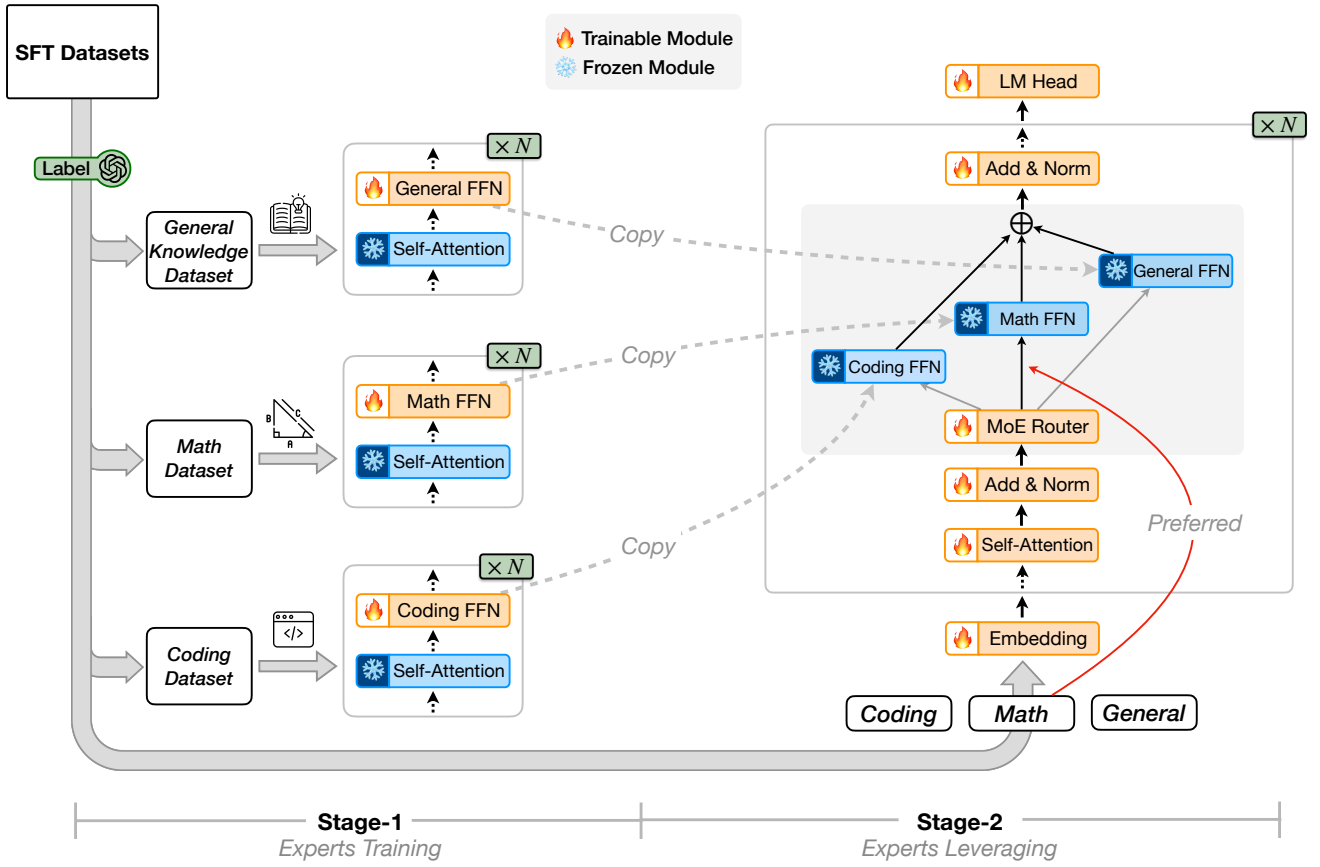 SFT Datasets
Trainable Module
Frozen Module
Label
General
Knowledge
Dataset
× N
General FFN
Self-Attention
Copy
Math
Dataset
B
C
A
× N
Math FFN
Self-Attention
Copy
Coding
Dataset
</>
× N
Coding FFN
Self-Attention
Copy
LM Head
× N
Add & Norm
General FFN
Math FFN
Coding FFN
MoE Router
Add & Norm
Preferred
Self-Attention
Embedding
Coding
Math
General
Stage-1
Experts Training
Stage-2
Experts Leveraging